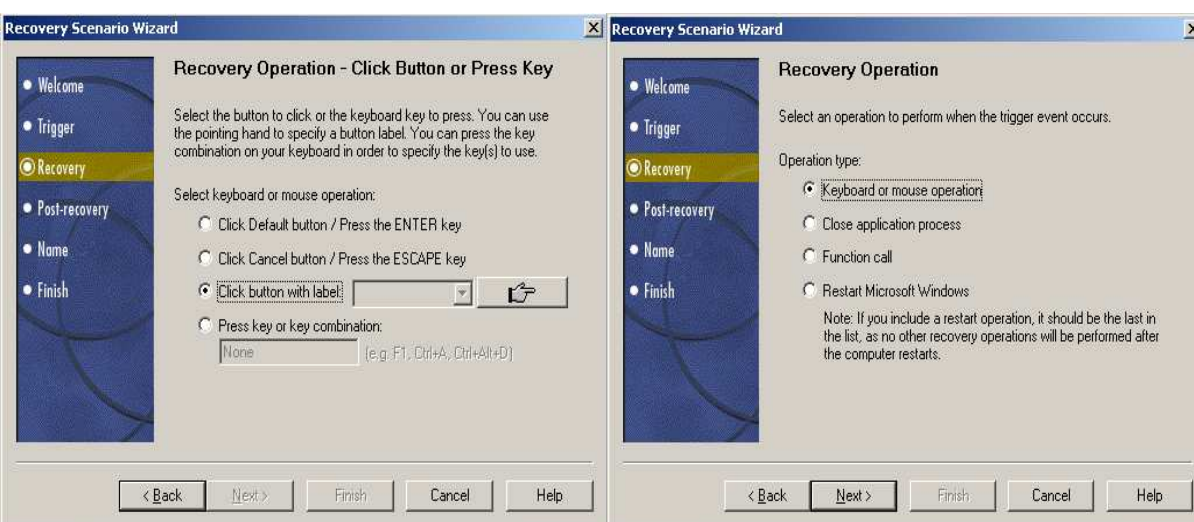 Recovery Scenario Wizard
Welcome
Trigger
Recovery
Post-recovery
Name
Finish
Recovery Operation - Click Button or Press Key
Select the button to click or the keyboard key to press. You can use
the pointing hand to specify a button label. You can press the key
combination on your keyboard in order to specify the key(s) to use.
Select keyboard or mouse operation:
Click Default button / Press the ENTER key
Click Cancel button / Press the ESCAPE key
Click button with label:
Press key or key combination:
None (e.g. F1, Ctrl+A, Ctrl+Alt+D)
< Back Next > Finish Cancel Help
Recovery Scenario Wizard
Welcome
Trigger
Recovery
Post-recovery
Name
Finish
Recovery Operation
Select an operation to perform when the trigger event occurs.
Operation type:
Keyboard or mouse operation
Close application process
Function call
Restart Microsoft Windows
Note: If you include a restart operation, it should be the last in
the list, as no other recovery operations will be performed after
the computer restarts.
< Back Next > Finish Cancel Help